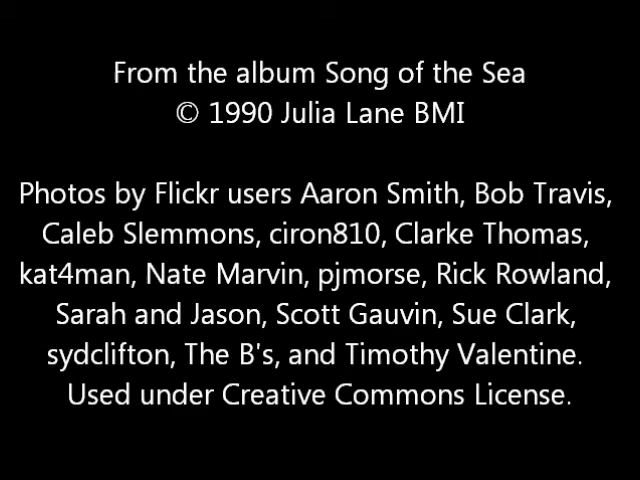 From the album Song of the Sea
© 1990 Julia Lane BMI
Photos by Flickr users Aaron Smith, Bob Travis,
Caleb Slemmons, ciron810, Clarke Thomas,
kat4man, Nate Marvin, pjmorse, Rick Rowland,
Sarah and Jason, Scott Gauvin, Sue Clark,
sydclifton, The B's, and Timothy Valentine.
Used under Creative Commons License.